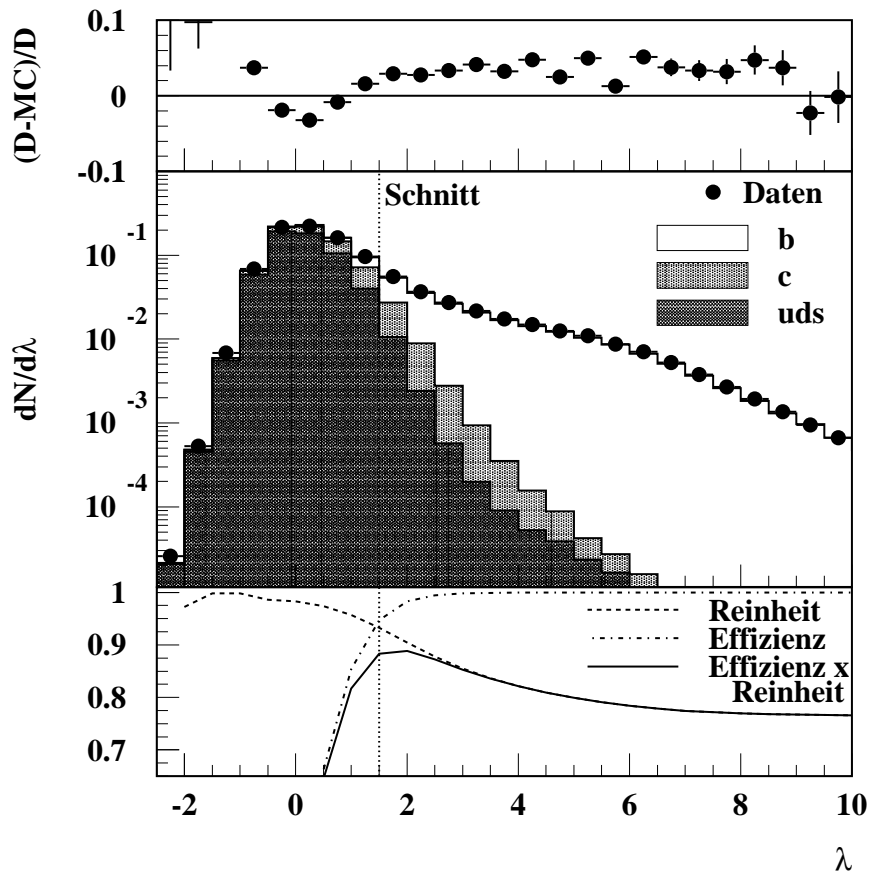 (D-MC)/D
0.1
0
-0.1
dN/dλ
10 -1
10 -2
10 -3
10 -4
Schnitt
Daten
b
c
uds
1
0.9
0.8
0.7
Reinheit
Effizienz
Effizienz x
Reinheit
-2 0 2 4 6 8 10
λ